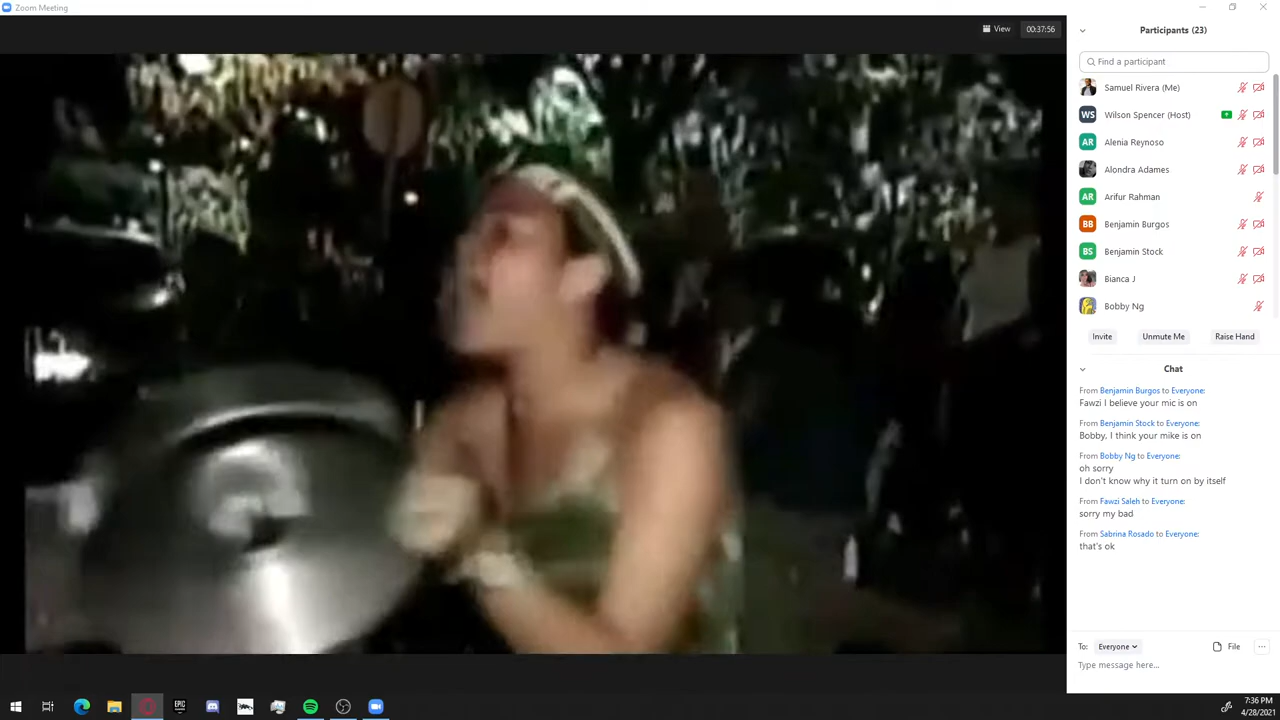 Zoom Meeting
View
00:37:56
Participants (23)
Find a participant
Samuel Rivera (Me)
WS Wilson Spencer (Host)
AR Alenia Reynoso
Alondra Adames
AR Arifur Rahman
BB Benjamin Burgos
BS Benjamin Stock
Bianca J
Bobby Ng
Invite Unmute Me Raise Hand
Chat
From Benjamin Burgos to Everyone:
Fawzi I believe your mic is on
From Benjamin Stock to Everyone:
Bobby, I think your mike is on
From Bobby Ng to Everyone:
oh sorry
I don't know why it turn on by itself
From Fawzi Saleh to Everyone:
sorry my bad
From Sabrina Rosado to Everyone:
that's ok
To: Everyone File
Type message here...
EPIC
7:36 PM
4/28/2021